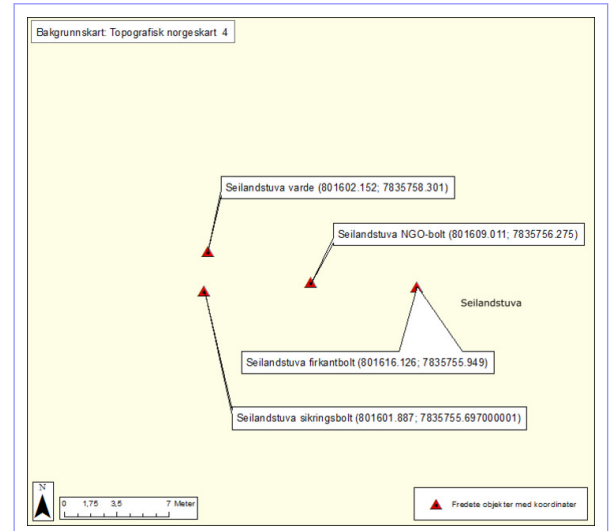 Bakgrunnskart: Topografisk norgeskart 4
Seilandstuva varde (801602.152; 7835758.301)
Seilandstuva NGO-bolt (801609.011; 7835756.275)
Seilandstuva
Seilandstuva firkantbolt (801616.126; 7835755.949)
Seilandstuva sikringsbolt (801601.887; 7835755.697000001)
N
0 1,75 3,5 7 Meter
Fredete objekter med koordinater